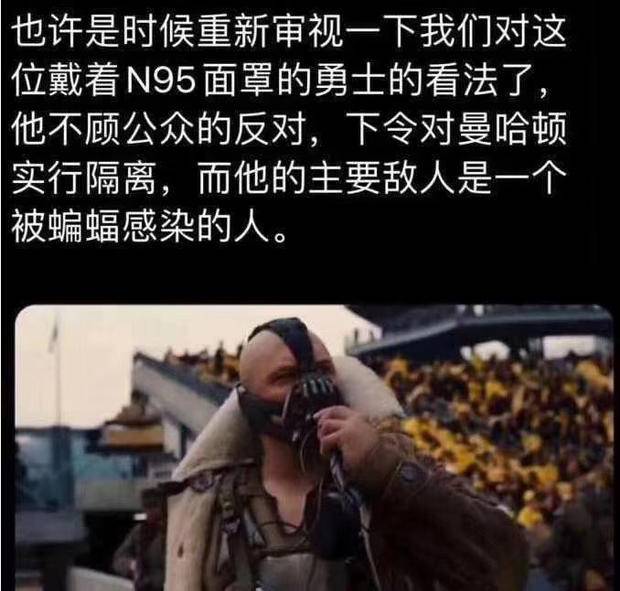 也许是时候重新审视一下我们对这
位戴着N95面罩的勇士的看法了，
他不顾公众的反对，下令对曼哈顿
实行隔离，而他的主要敌人是一个
被蝙蝠感染的人。